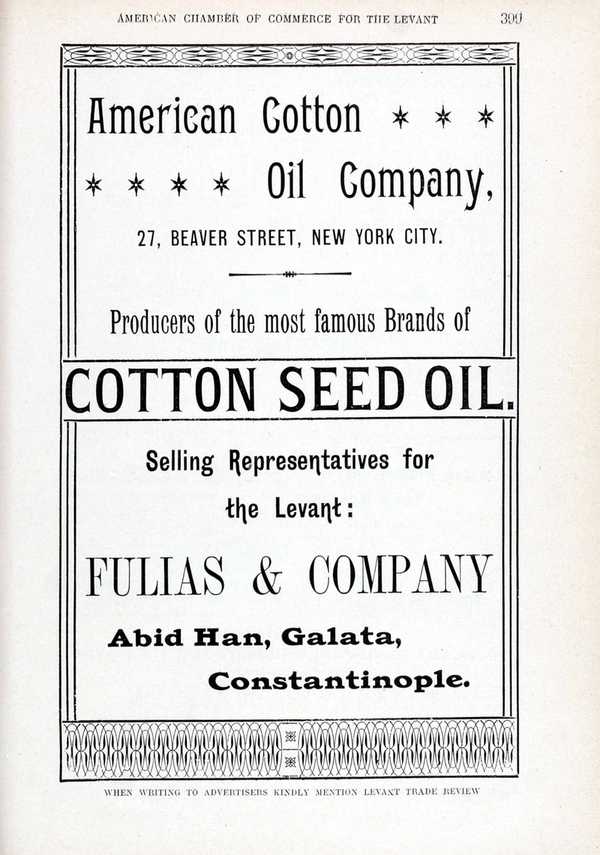 AMERICAN CHAMBER OF COMMERCE FOR THE LEVANT 399
American Cotton * * *
* * * * Oil Company,
27, BEAVER STREET, NEW YORK CITY.
Producers of the most famous Brands of
COTTON SEED OIL.
Selling Representatives for
the Levant:
FULIAS & COMPANY
Abid Han, Galata,
Constantinople.
WHEN WRITING TO ADVERTISERS KINDLY MENTION LEVANT TRADE REVIEW